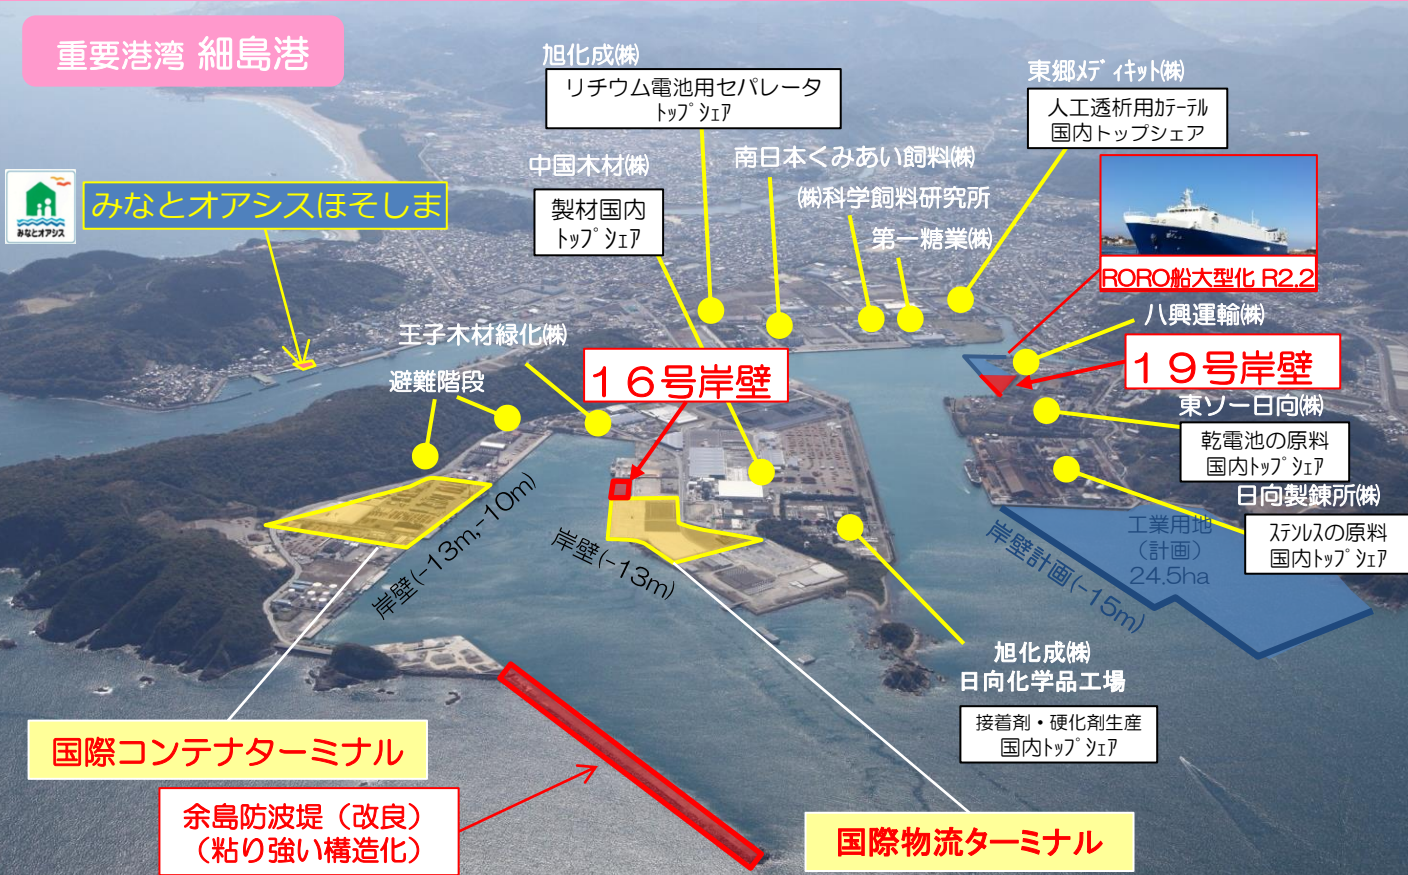 重要港湾 細島港
旭化成㈱
リチウム電池用セパレータ
トップシェア
東郷メディキット㈱
人工透析用カテーテル
国内トップシェア
中国木材㈱
製材国内
トップシェア
南日本くみあい飼料㈱
㈱科学飼料研究所
第一糖業㈱
みなとオアシス
みなとオアシスほそしま
RORO船大型化 R2.2
八興運輸㈱
王子木材緑化㈱
避難階段
16号岸壁
19号岸壁
東ソー日向㈱
乾電池の原料
国内トップシェア
日向製錬所㈱
ステンレスの原料
国内トップシェア
岸壁(-13m,-10m)
岸壁(-13m)
岸壁計画(-15m)
工業用地
（計画）
24.5ha
旭化成㈱
日向化学品工場
接着剤・硬化剤生産
国内トップシェア
国際コンテナターミナル
余島防波堤（改良）
（粘り強い構造化）
国際物流ターミナル